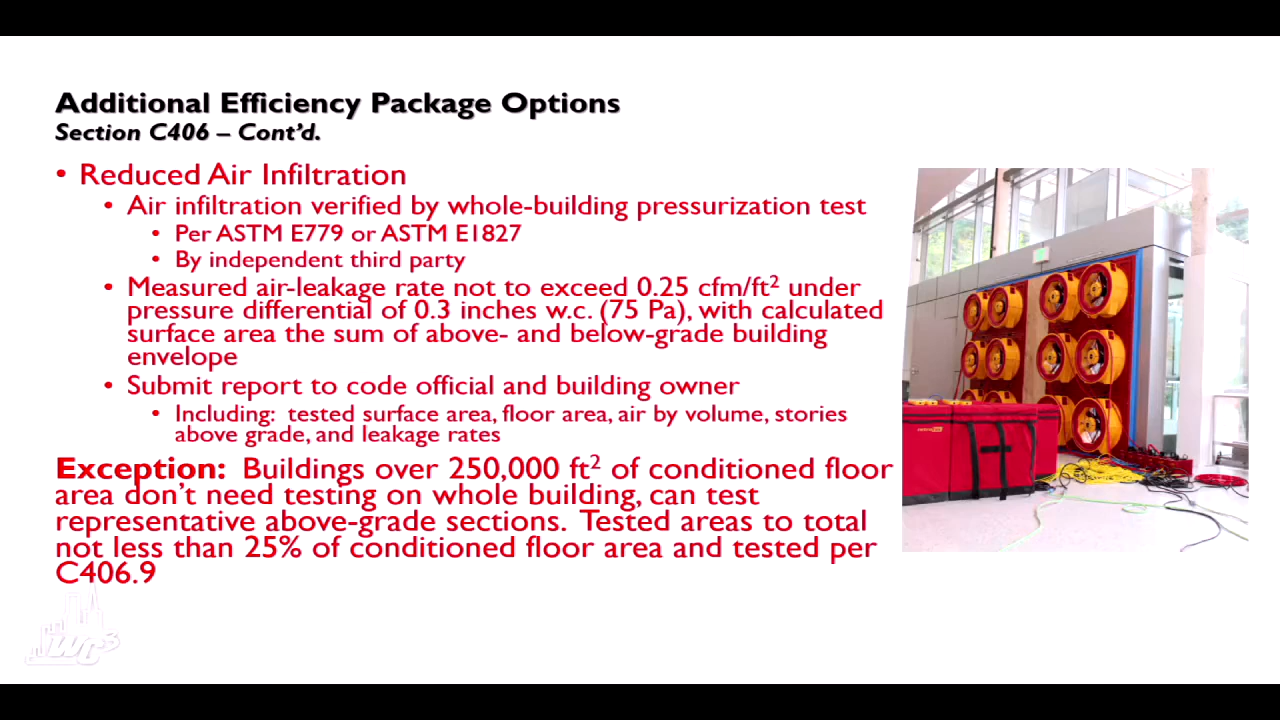 Additional Efficiency Package Options
Section C406 – Cont'd.
• Reduced Air Infiltration
• Air infiltration verified by whole-building pressurization test
• Per ASTM E779 or ASTM E1827
• By independent third party
• Measured air-leakage rate not to exceed 0.25 cfm/ft² under
pressure differential of 0.3 inches w.c. (75 Pa), with calculated
surface area the sum of above- and below-grade building
envelope
• Submit report to code official and building owner
• Including: tested surface area, floor area, air by volume, stories
above grade, and leakage rates
Exception: Buildings over 250,000 ft² of conditioned floor
area don't need testing on whole building, can test
representative above-grade sections. Tested areas to total
not less than 25% of conditioned floor area and tested per
C406.9
WC3